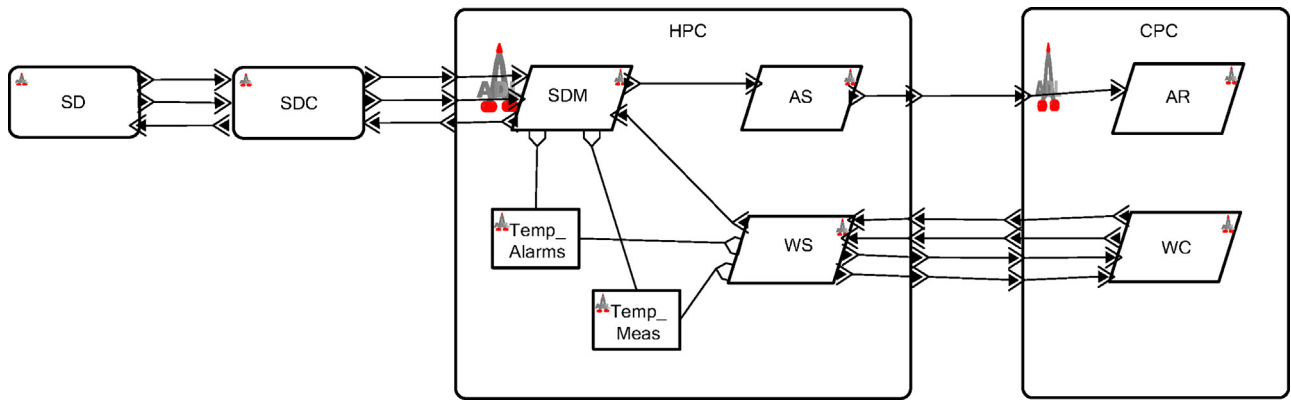 HPC
CPC
SD
SDC
SDM
AS
AR
Temp_
Alarms
WS
WC
Temp_
Meas